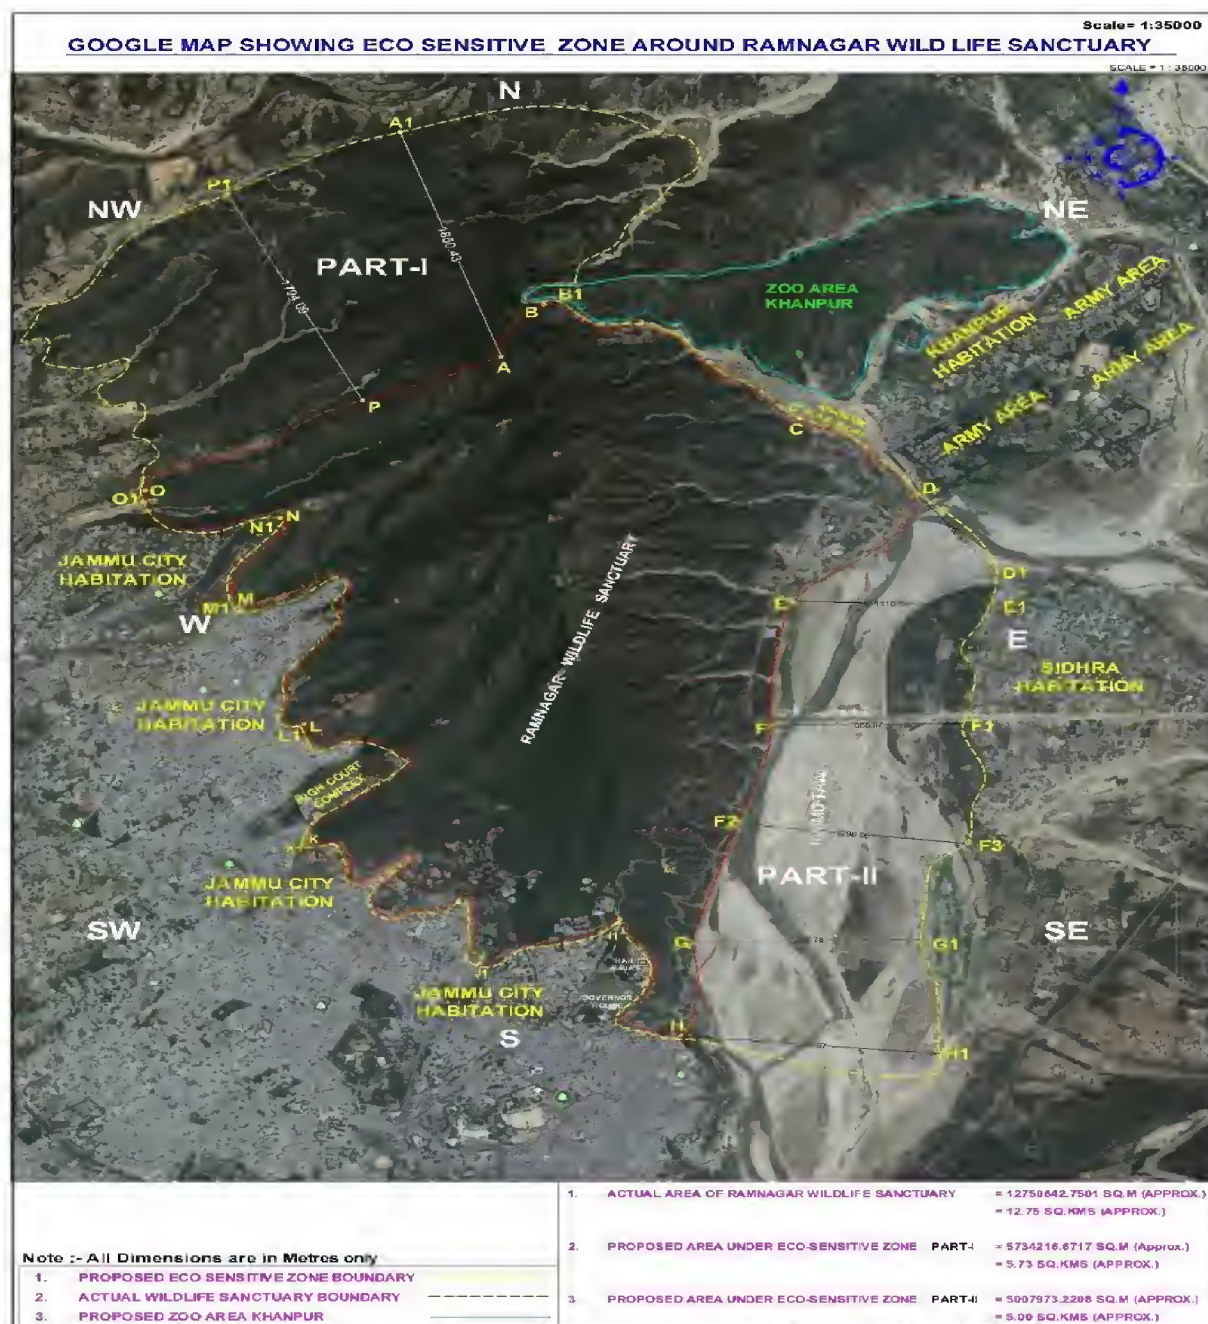 Scale= 1:35000
GOOGLE MAP SHOWING ECO SENSITIVE ZONE AROUND RAMNAGAR WILD LIFE SANCTUARY
SCALE = 1 : 35000
N
A1
P1
NW
NE
PART-I
1880.43
1794.09
ZOO AREA
KHANPUR
B1
B
ARMY AREA
KHANPUR
HABITATION
ARMY AREA
ARMY AREA
A
P
C
D
O1
O
N1
N
JAMMU CITY
HABITATION
M1
M
W
D1
E
E1
E
RAMNAGAR WILDLIFE SANCTUARY
SIDHRA
HABITATION
JAMMU CITY
HABITATION
L1
L
F
F1
HIGH COURT
COMPLEX
K
F2
F3
PART-II
JAMMU CITY
HABITATION
SW
SE
G
G1
J1
JAMMU CITY
HABITATION
S
H
H1
Note :- All Dimensions are in Metres only
1. PROPOSED ECO SENSITIVE ZONE BOUNDARY
2. ACTUAL WILDLIFE SANCTUARY BOUNDARY
3. PROPOSED ZOO AREA KHANPUR
1. ACTUAL AREA OF RAMNAGAR WILDLIFE SANCTUARY = 12750642.7501 SQ.M (APPROX.)
= 12.75 SQ.KMS (APPROX.)
2. PROPOSED AREA UNDER ECO-SENSITIVE ZONE PART-I = 5734216.6717 SQ.M (Approx.)
= 5.73 SQ.KMS (APPROX.)
3 PROPOSED AREA UNDER ECO-SENSITIVE ZONE PART-II = 5007973.2208 SQ.M (APPROX.)
= 5.00 SQ.KMS (APPROX.)